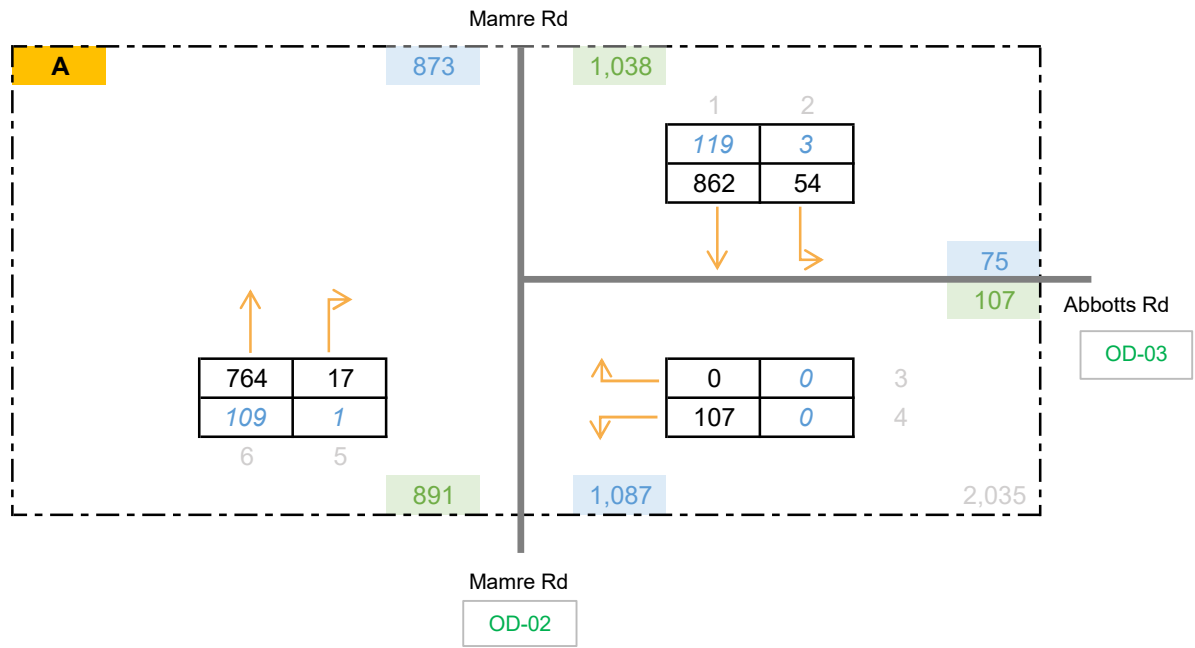 Mamre Rd
A 873 1,038
1 2
119 3
862 54
75
107
Abbotts Rd
OD-03
764 17
109 1
6 5
0 0 3
107 0 4
891 1,087 2,035
Mamre Rd
OD-02